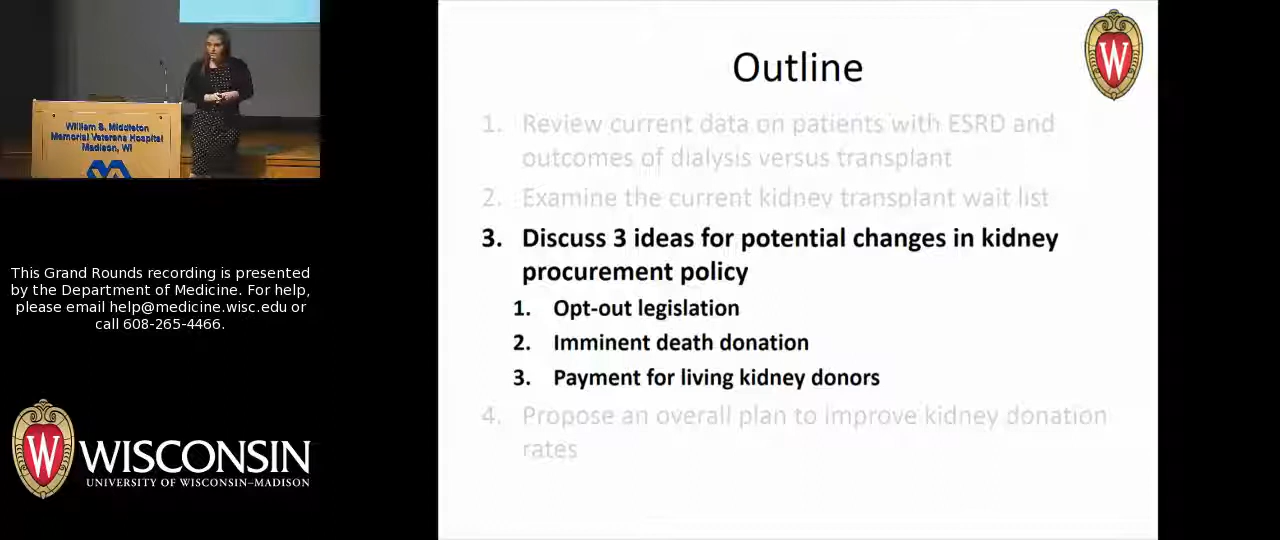 William S. Middleton
Memorial Veterans Hospital
Madison, WI
This Grand Rounds recording is presented
by the Department of Medicine. For help,
please email help@medicine.wisc.edu or
call 608-265-4466.
W
WISCONSIN
UNIVERSITY OF WISCONSIN–MADISON
Outline
W
1. Review current data on patients with ESRD and
outcomes of dialysis versus transplant
2. Examine the current kidney transplant wait list
3. Discuss 3 ideas for potential changes in kidney
procurement policy
1. Opt-out legislation
2. Imminent death donation
3. Payment for living kidney donors
4. Propose an overall plan to improve kidney donation
rates